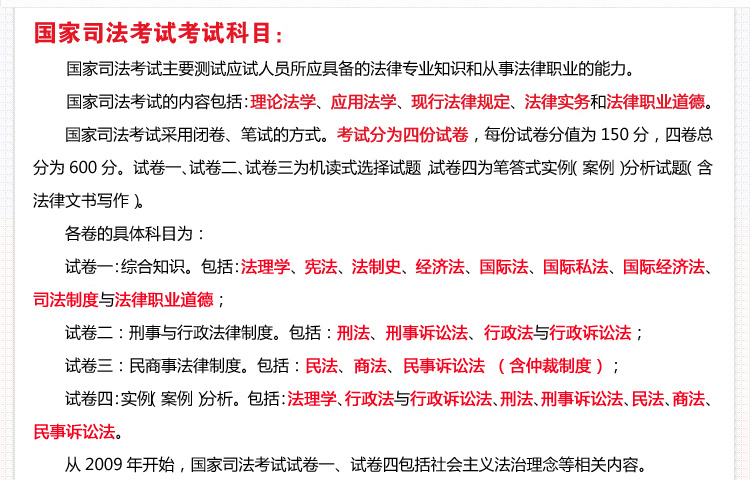 国家司法考试考试科目：
国家司法考试主要测试应试人员所应具备的法律专业知识和从事法律职业的能力。
国家司法考试的内容包括：理论法学、应用法学、现行法律规定、法律实务和法律职业道德。
国家司法考试采用闭卷、笔试的方式。考试分为四份试卷，每份试卷分值为150分，四卷总
分为600分。试卷一、试卷二、试卷三为机读式选择试题，试卷四为笔答式实例（案例）分析试题（含
法律文书写作）。
各卷的具体科目为：
试卷一：综合知识。包括：法理学、宪法、法制史、经济法、国际法、国际私法、国际经济法、
司法制度与法律职业道德；
试卷二：刑事与行政法律制度。包括：刑法、刑事诉讼法、行政法与行政诉讼法；
试卷三：民商事法律制度。包括：民法、商法、民事诉讼法（含仲裁制度）；
试卷四：实例（案例）分析。包括：法理学、行政法与行政诉讼法、刑法、刑事诉讼法、民法、商法、
民事诉讼法。
从2009年开始，国家司法考试试卷一、试卷四包括社会主义法治理念等相关内容。